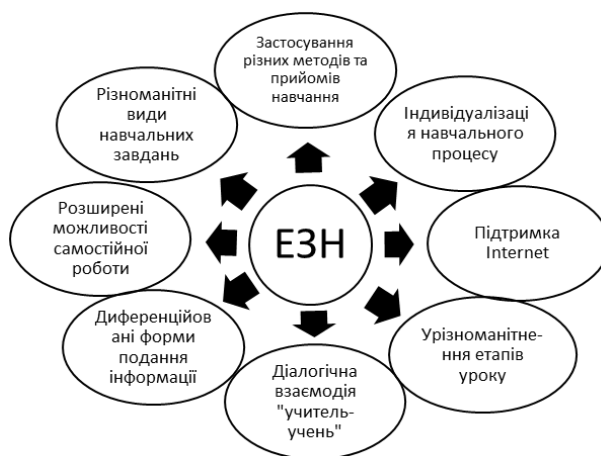 Застосування
різних методів та
прийомів
навчання
Індивідуалізаці
я навчального
процесу
Підтримка
Internet
Урізноманітне-
ння етапів
уроку
Діалогічна
взаємодія
"учитель-
учень"
Диференційов
ані форми
подання
інформації
Розширені
можливості
самостійної
роботи
Різноманітні
види
навчальних
завдань
ЕЗН